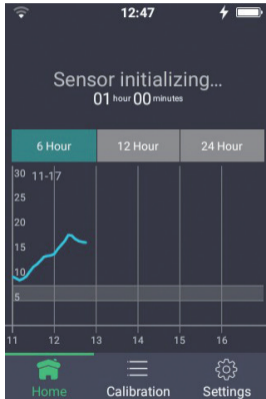 12:47
Sensor initializing...
01 hour 00 minutes
6 Hour 12 Hour 24 Hour
30 11-17
25
20
15
10
5
11 12 13 14 15 16
Home Calibration Settings